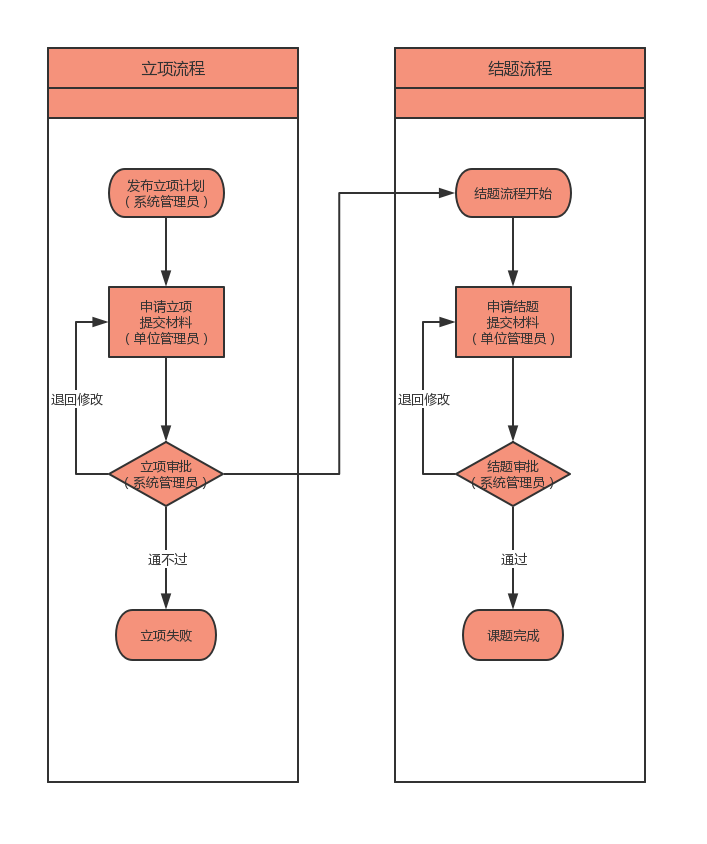 立项流程
发布立项计划
（系统管理员）
申请立项
提交材料
（单位管理员）
退回修改
立项审批
（系统管理员）
通不过
立项失败
结题流程
结题流程开始
申请结题
提交材料
（单位管理员）
退回修改
结题审批
（系统管理员）
通过
课题完成